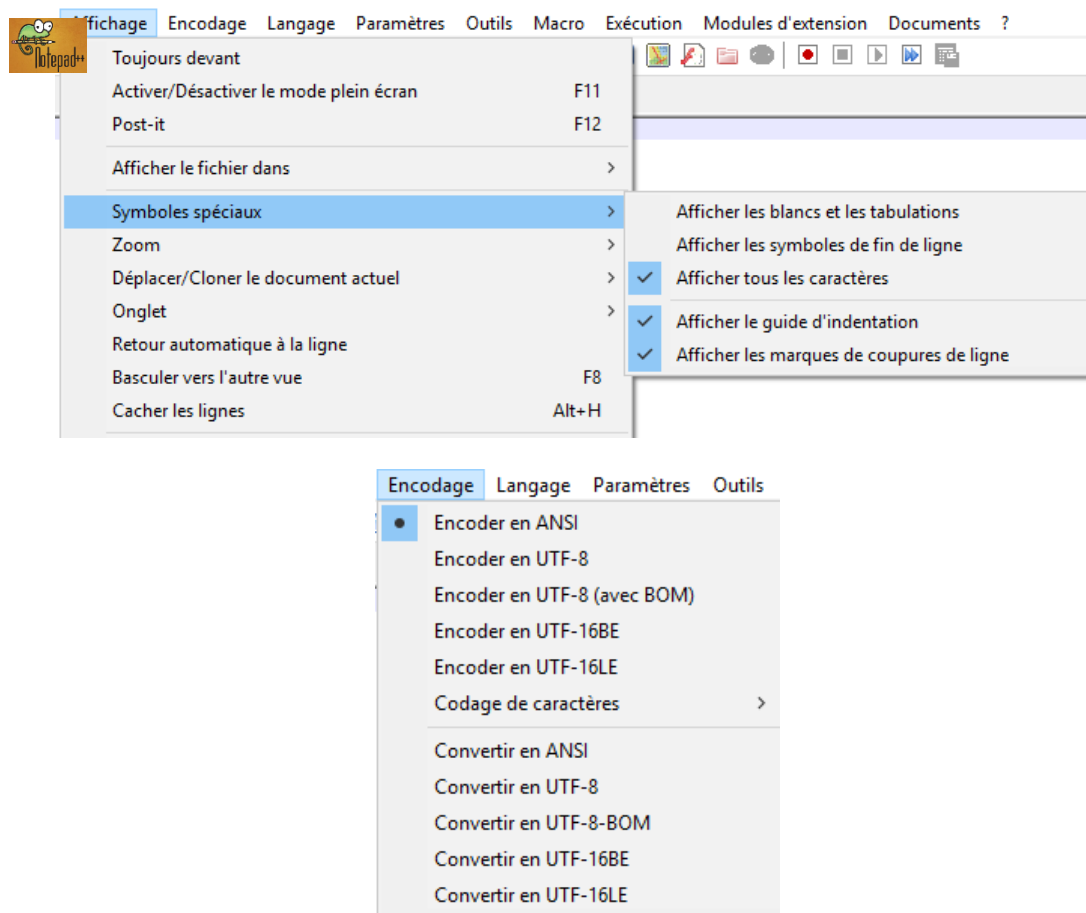 Affichage Encodage Langage Paramètres Outils Macro Exécution Modules d'extension Documents ?
Notepad++
Toujours devant
Activer/Désactiver le mode plein écran F11
Post-it F12
Afficher le fichier dans >
Symboles spéciaux >
Afficher les blancs et les tabulations
Zoom >
Afficher les symboles de fin de ligne
Déplacer/Cloner le document actuel >
Afficher tous les caractères
Onglet >
Afficher le guide d'indentation
Retour automatique à la ligne
Afficher les marques de coupures de ligne
Basculer vers l'autre vue F8
Cacher les lignes Alt+H
Encodage Langage Paramètres Outils
Encoder en ANSI
Encoder en UTF-8
Encoder en UTF-8 (avec BOM)
Encoder en UTF-16BE
Encoder en UTF-16LE
Codage de caractères >
Convertir en ANSI
Convertir en UTF-8
Convertir en UTF-8-BOM
Convertir en UTF-16BE
Convertir en UTF-16LE